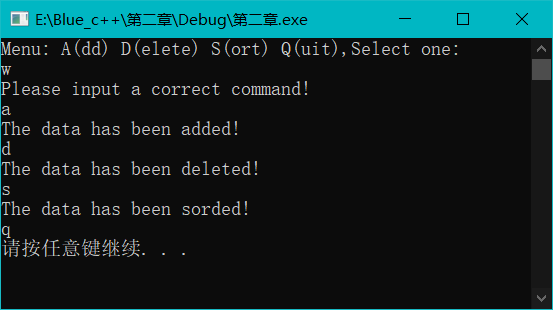 E:\Blue_c++\第二章\Debug\第二章.exe
Menu: A(dd) D(elete) S(ort) Q(uit),Select one:
w
Please input a correct command!
a
The data has been added!
d
The data has been deleted!
s
The data has been sorded!
q
请按任意键继续. . .